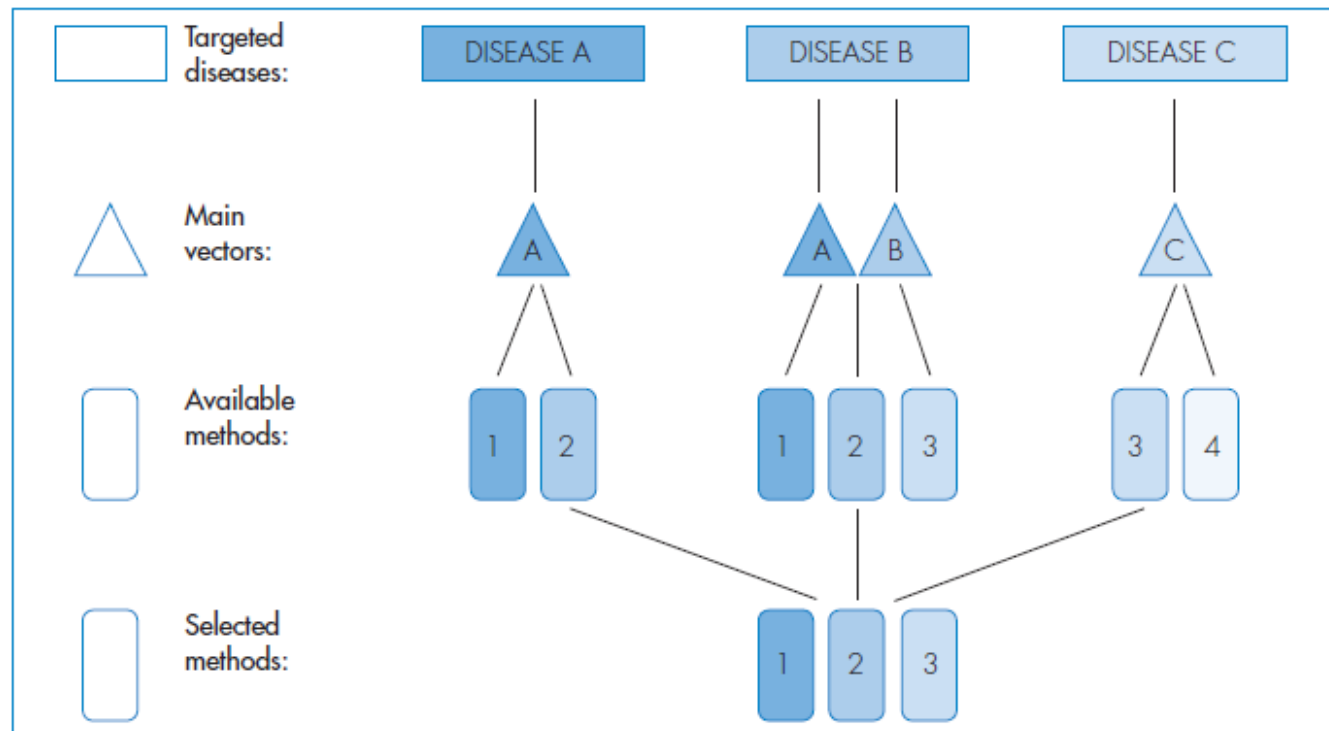 Targeted
diseases:
DISEASE A
DISEASE B
DISEASE C
Main
vectors:
A
A
B
C
Available
methods:
1
2
1
2
3
3
4
Selected
methods:
1
2
3